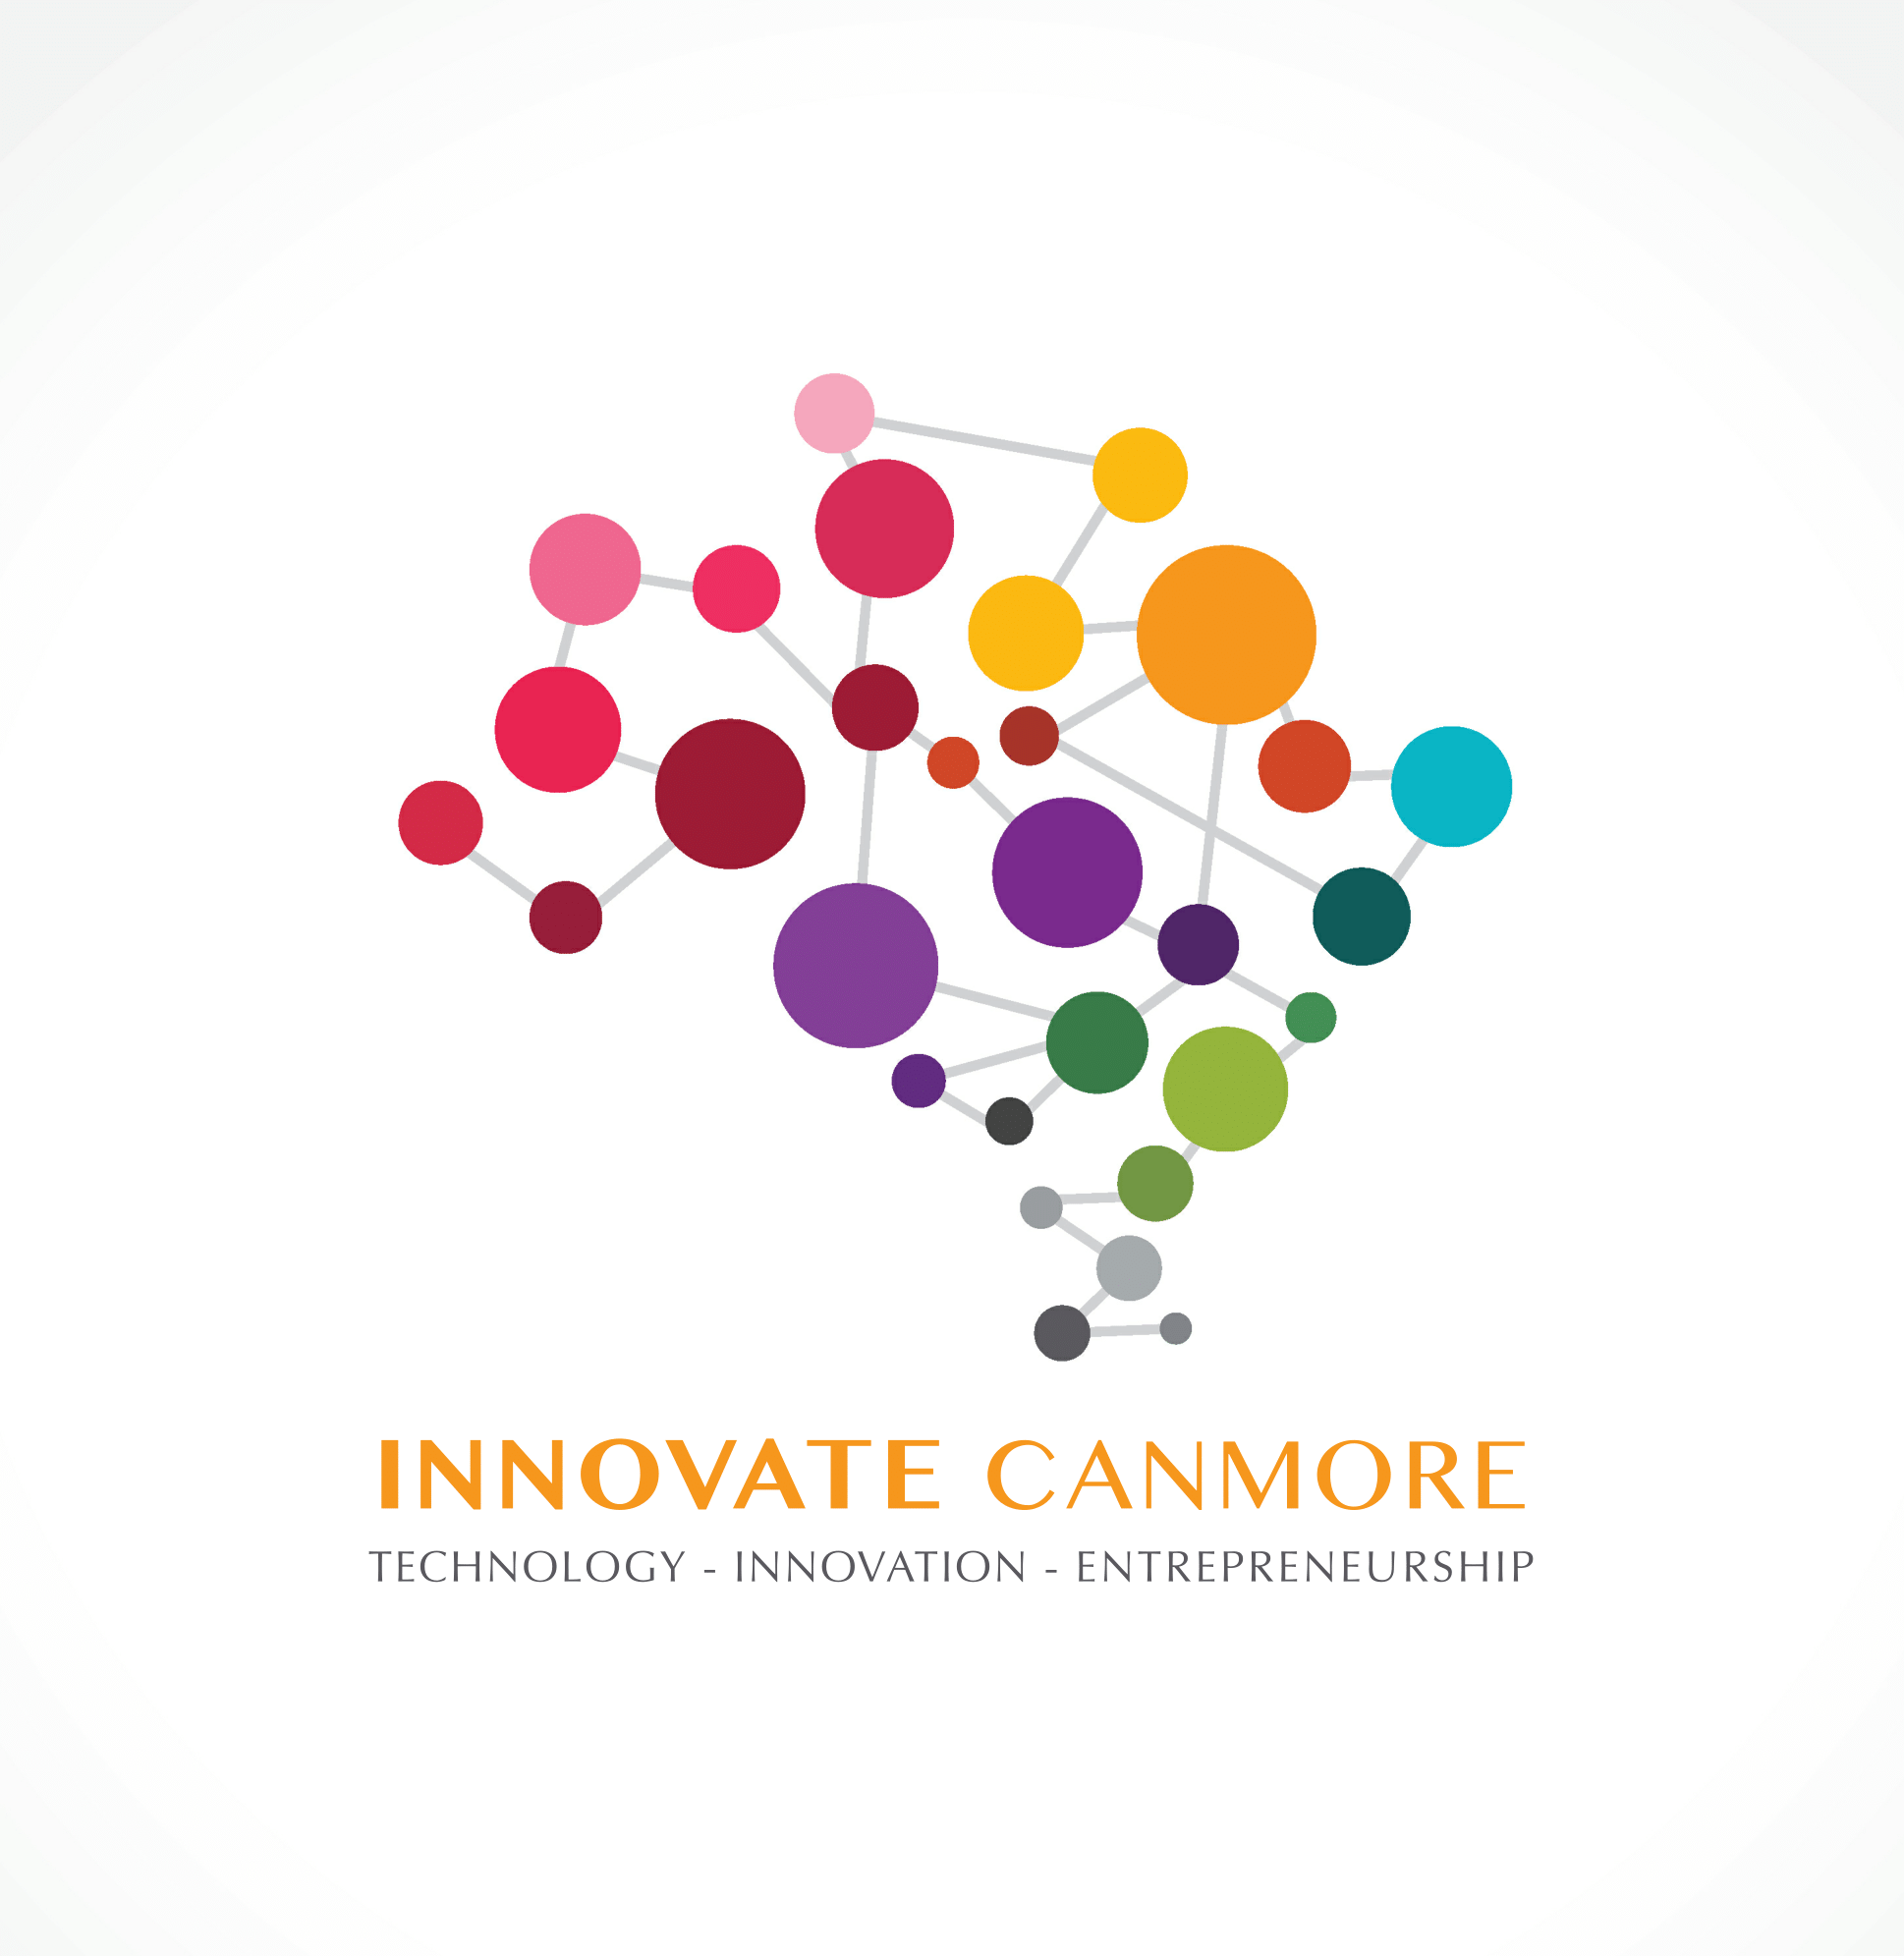 INNOVATE CANMORE
TECHNOLOGY - INNOVATION - ENTREPRENEURSHIP